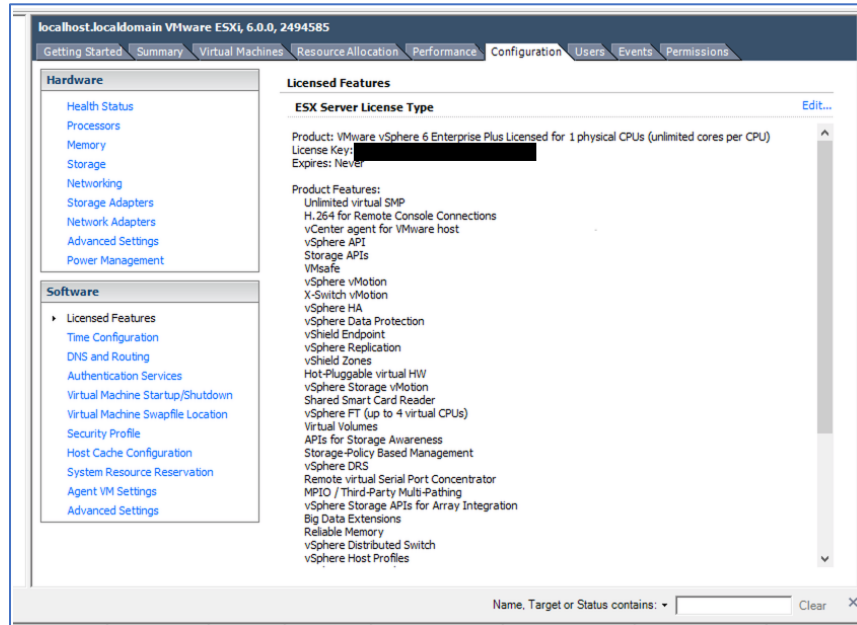 localhost.localdomain VMware ESXi, 6.0.0, 2494585
Getting Started Summary Virtual Machines Resource Allocation Performance Configuration Users Events Permissions
Hardware
Health Status
Processors
Memory
Storage
Networking
Storage Adapters
Network Adapters
Advanced Settings
Power Management
Software
Licensed Features
Time Configuration
DNS and Routing
Authentication Services
Virtual Machine Startup/Shutdown
Virtual Machine Swapfile Location
Security Profile
Host Cache Configuration
System Resource Reservation
Agent VM Settings
Advanced Settings
Licensed Features
ESX Server License Type Edit...
Product: VMware vSphere 6 Enterprise Plus Licensed for 1 physical CPUs (unlimited cores per CPU)
License Key:
Expires: Never
Product Features:
Unlimited virtual SMP
H.264 for Remote Console Connections
vCenter agent for VMware host
vSphere API
Storage APIs
VMsafe
vSphere vMotion
X-Switch vMotion
vSphere HA
vSphere Data Protection
vShield Endpoint
vSphere Replication
vShield Zones
Hot-Pluggable virtual HW
vSphere Storage vMotion
Shared Smart Card Reader
vSphere FT (up to 4 virtual CPUs)
Virtual Volumes
APIs for Storage Awareness
Storage-Policy Based Management
vSphere DRS
Remote virtual Serial Port Concentrator
MPIO / Third-Party Multi-Pathing
vSphere Storage APIs for Array Integration
Big Data Extensions
Reliable Memory
vSphere Distributed Switch
vSphere Host Profiles
Name, Target or Status contains: Clear